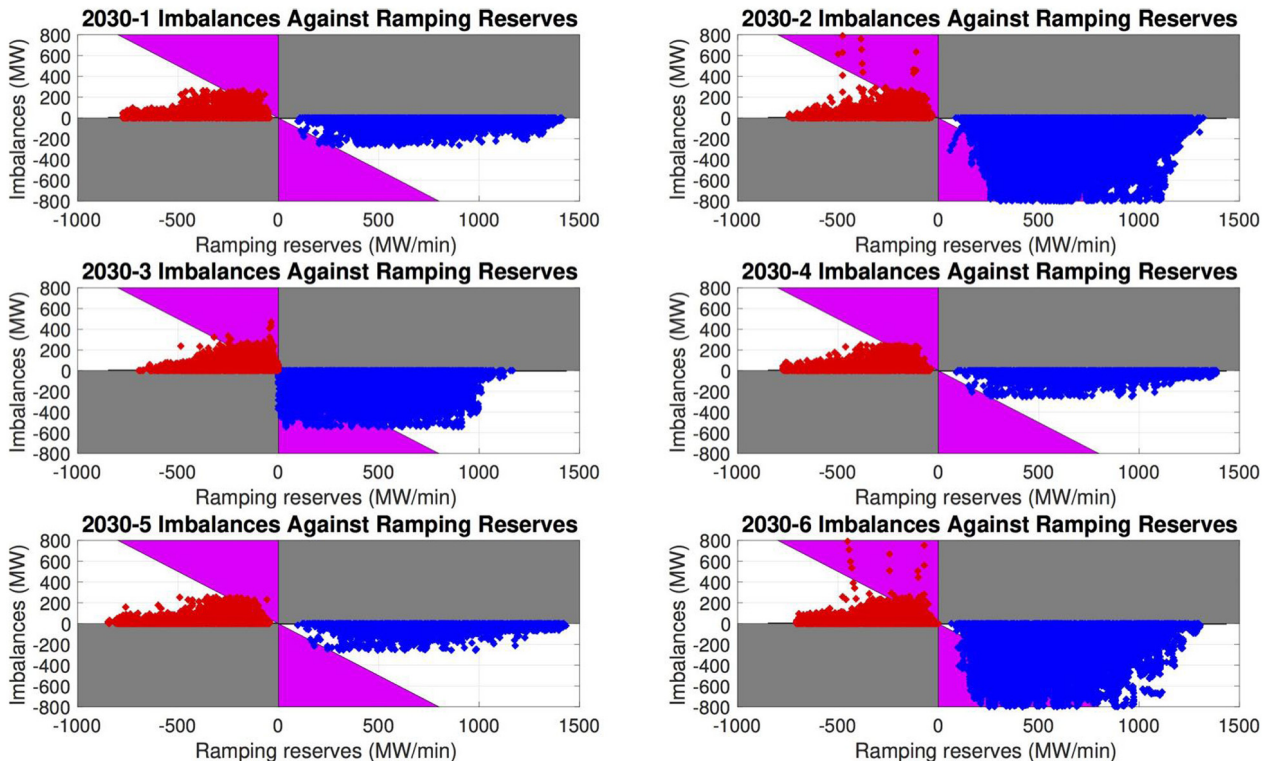 2030-1 Imbalances Against Ramping Reserves
800
600
400
200
0
-200
-400
-600
-800
Imbalances (MW)
-1000 -500 0 500 1000 1500
Ramping reserves (MW/min)
2030-2 Imbalances Against Ramping Reserves
800
600
400
200
0
-200
-400
-600
-800
Imbalances (MW)
-1000 -500 0 500 1000 1500
Ramping reserves (MW/min)
2030-3 Imbalances Against Ramping Reserves
800
600
400
200
0
-200
-400
-600
-800
Imbalances (MW)
-1000 -500 0 500 1000 1500
Ramping reserves (MW/min)
2030-4 Imbalances Against Ramping Reserves
800
600
400
200
0
-200
-400
-600
-800
Imbalances (MW)
-1000 -500 0 500 1000 1500
Ramping reserves (MW/min)
2030-5 Imbalances Against Ramping Reserves
800
600
400
200
0
-200
-400
-600
-800
Imbalances (MW)
-1000 -500 0 500 1000 1500
Ramping reserves (MW/min)
2030-6 Imbalances Against Ramping Reserves
800
600
400
200
0
-200
-400
-600
-800
Imbalances (MW)
-1000 -500 0 500 1000 1500
Ramping reserves (MW/min)